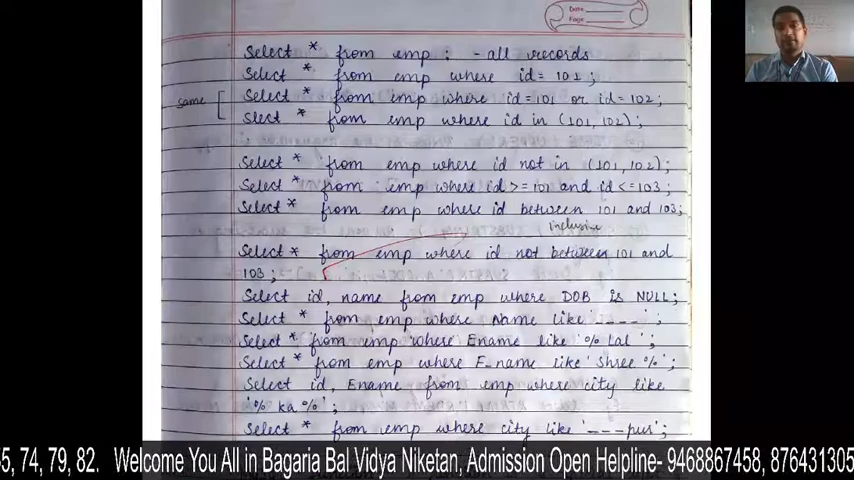 Date
Page
Select * from emp ; - all records
Select * from emp where id = 101 ;
same
Select * from emp where id = 101 or id = 102 ;
Slect * from emp where id in (101, 102) ;
Select * from emp where id not in (101, 102) ;
Select * from emp where id >= 101 and id <= 103 ;
Select * from emp where id between 101 and 103 ;
inclusive
Select * from emp where id not between 101 and
103 ;
Select id, name from emp where DOB is NULL ;
Select * from emp where Name like '____' ;
Select * from emp where Ename like '% Lal' ;
Select * from emp where E_name like 'Shree %' ;
Select id, Ename from emp where city like
'% ka %' ;
Select * from emp where city like '___pur' ;
5, 74, 79, 82. Welcome You All in Bagaria Bal Vidya Niketan, Admission Open Helpline- 9468867458, 876431305